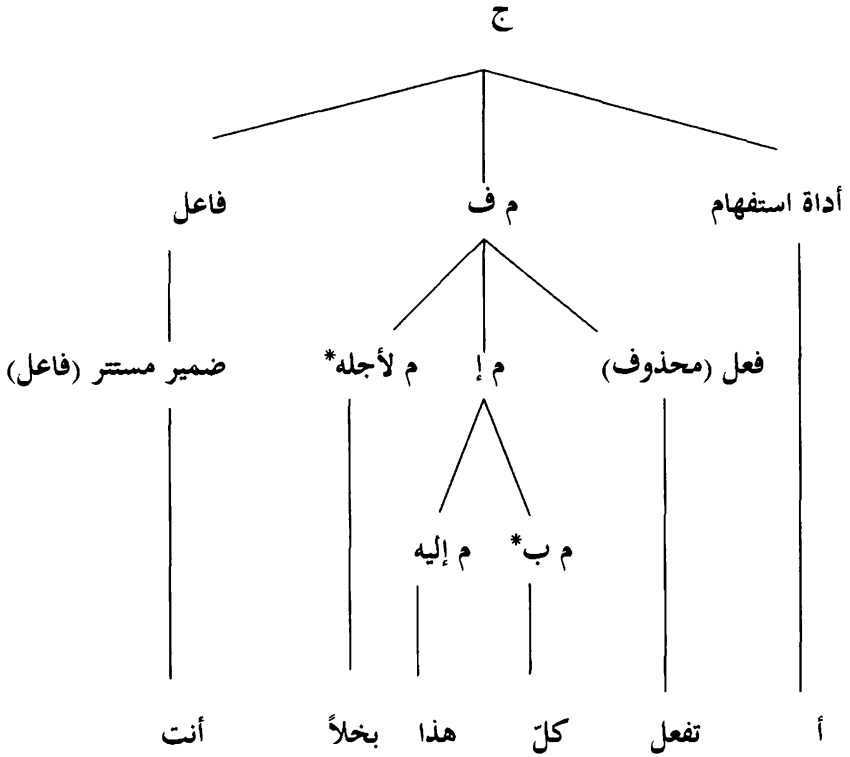 ج
أداة استفهام م ف فاعل
فعل (محذوف) م إ م لأجله* ضمير مستتر (فاعل)
م ب* م إليه
أ تفعل كلّ هذا بخلاً أنت